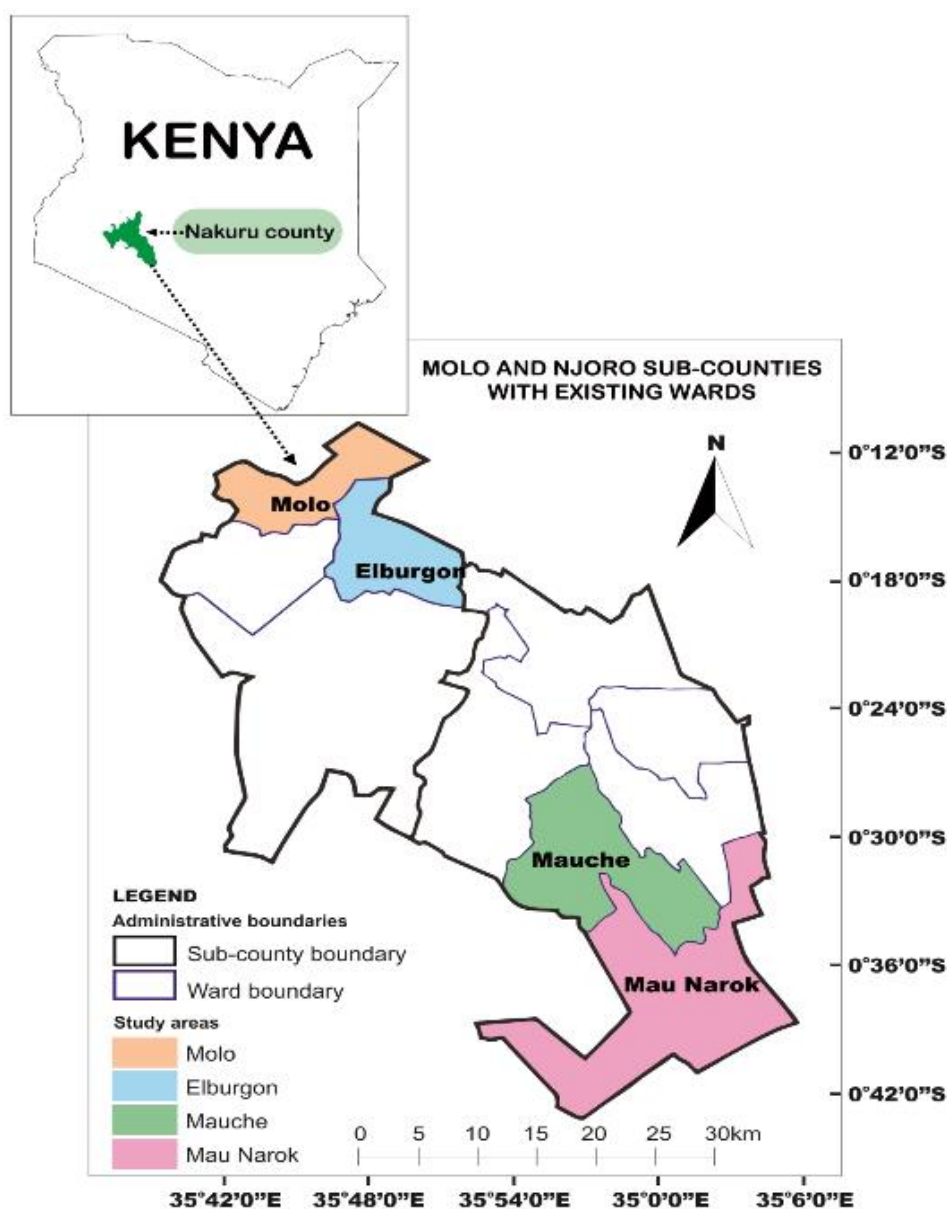 KENYA
Nakuru county
MOLO AND NJORO SUB-COUNTIES
WITH EXISTING WARDS
N
0°12'0"S
Molo
Elburgon
0°18'0"S
0°24'0"S
0°30'0"S
Mauche
LEGEND
Administrative boundaries
Sub-county boundary
Ward boundary
0°36'0"S
Mau Narok
Study areas
Molo
Elburgon
Mauche
Mau Narok
0°42'0"S
0 5 10 15 20 25 30km
35°42'0"E 35°48'0"E 35°54'0"E 35°0'0"E 35°6'0"E